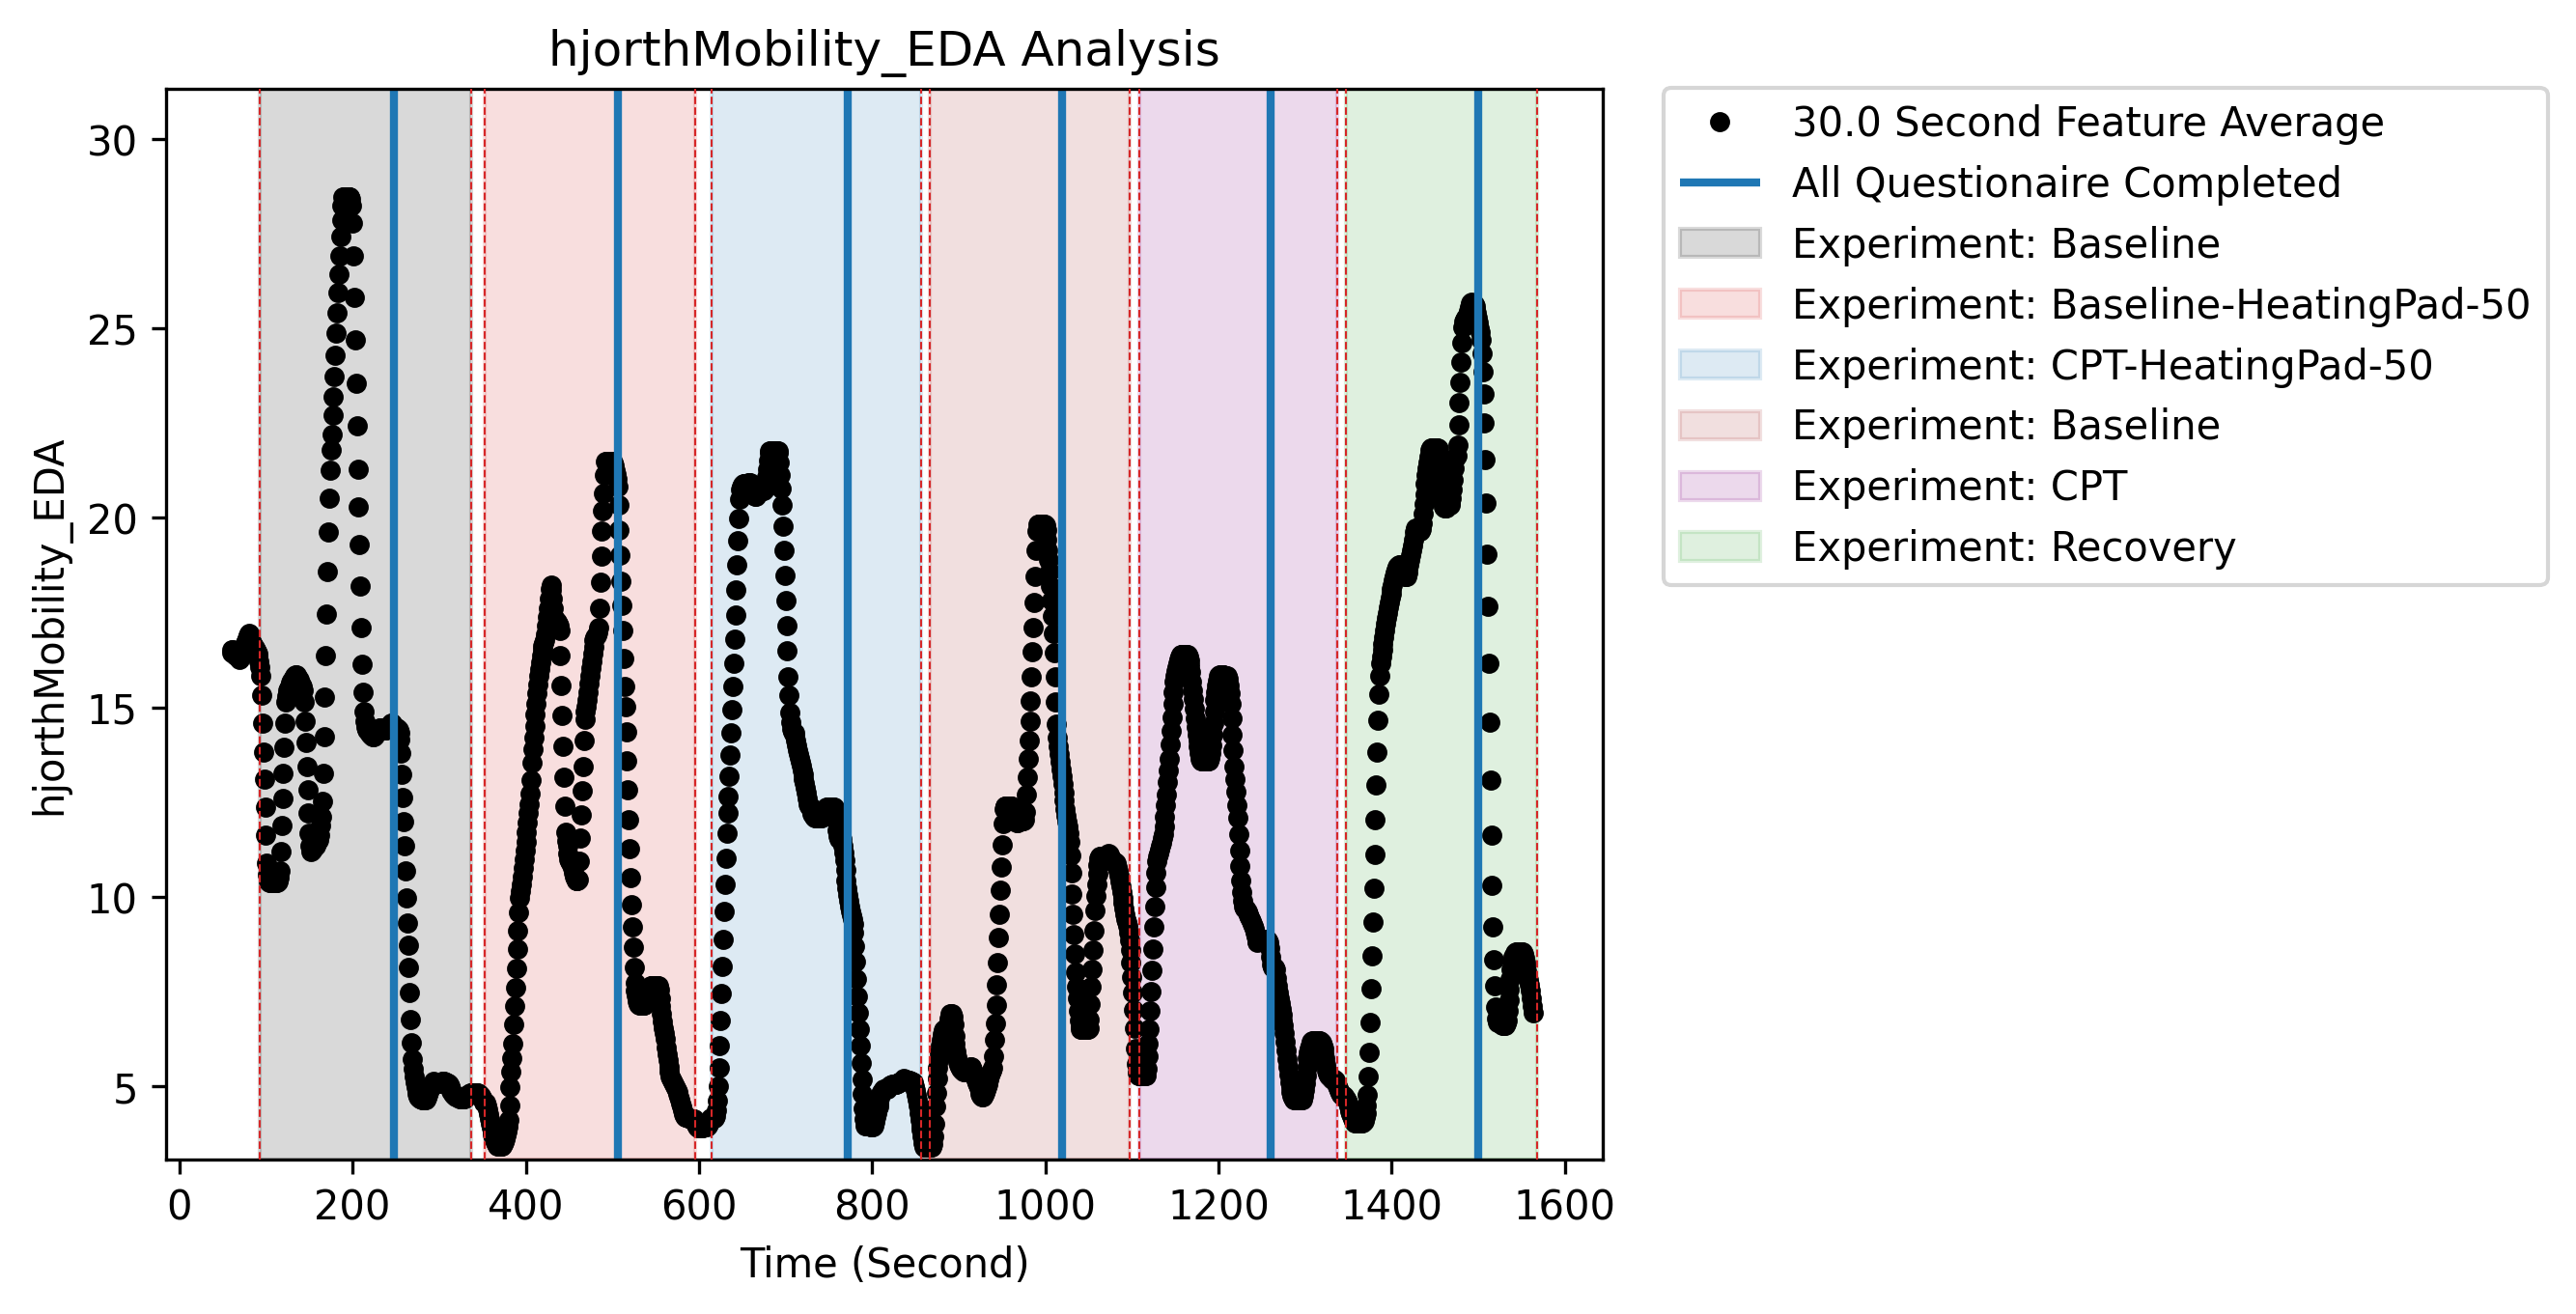 hjorthMobility_EDA Analysis
30
25
20
15
10
5
hjorthMobility_EDA
0 200 400 600 800 1000 1200 1400 1600
Time (Second)
30.0 Second Feature Average
All Questionaire Completed
Experiment: Baseline
Experiment: Baseline-HeatingPad-50
Experiment: CPT-HeatingPad-50
Experiment: Baseline
Experiment: CPT
Experiment: Recovery